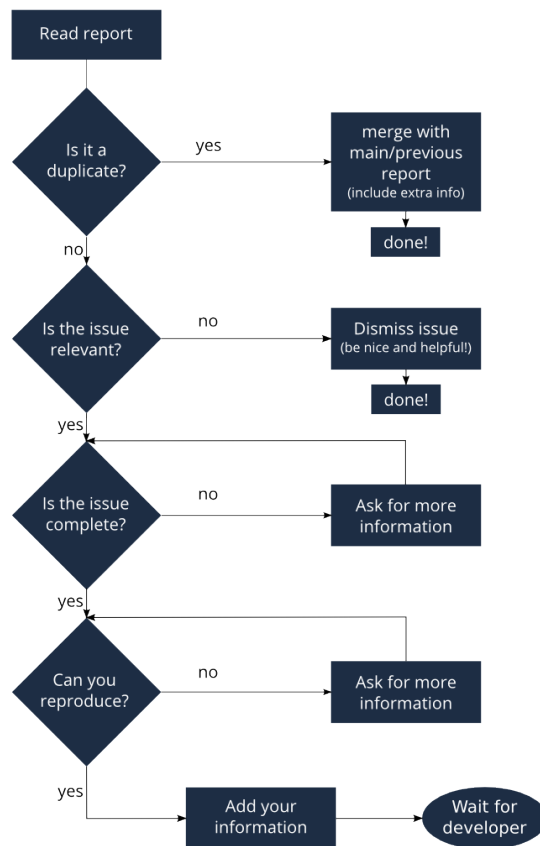 Read report
Is it a
duplicate?
yes
merge with
main/previous
report
(include extra info)
done!
no
Is the issue
relevant?
no
Dismiss issue
(be nice and helpful!)
done!
yes
Is the issue
complete?
no
Ask for more
information
yes
Can you
reproduce?
no
Ask for more
information
yes
Add your
information
Wait for
developer